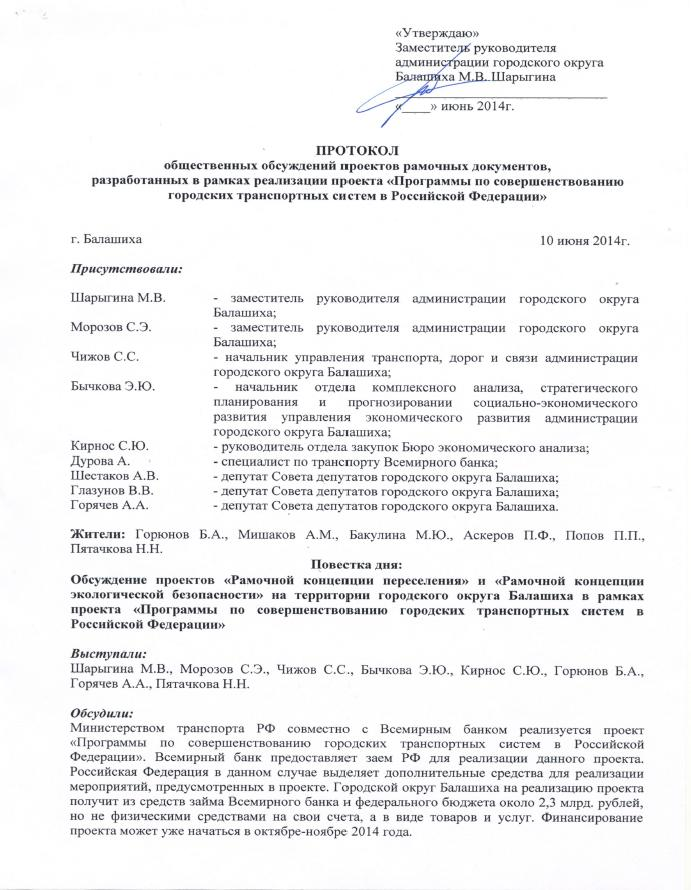 «Утверждаю»
Заместитель руководителя
администрации городского округа
Балашиха М.В. Шарыгина
«____» июнь 2014г.
ПРОТОКОЛ
общественных обсуждений проектов рамочных документов,
разработанных в рамках реализации проекта «Программы по совершенствованию
городских транспортных систем в Российской Федерации»
г. Балашиха 10 июня 2014г.
Присутствовали:
Шарыгина М.В. - заместитель руководителя администрации городского округа
Балашиха;
Морозов С.Э. - заместитель руководителя администрации городского округа
Балашиха;
Чижов С.С. - начальник управления транспорта, дорог и связи администрации
городского округа Балашиха;
Бычкова Э.Ю. - начальник отдела комплексного анализа, стратегического
планирования и прогнозировании социально-экономического
развития управления экономического развития администрации
городского округа Балашиха;
Кирнос С.Ю. - руководитель отдела закупок Бюро экономического анализа;
Дурова А. - специалист по транспорту Всемирного банка;
Шестаков А.В. - депутат Совета депутатов городского округа Балашиха;
Глазунов В.В. - депутат Совета депутатов городского округа Балашиха;
Горячев А.А. - депутат Совета депутатов городского округа Балашиха.
Жители: Горюнов Б.А., Мишаков А.М., Бакулина М.Ю., Аскеров П.Ф., Попов П.П.,
Пятачкова Н.Н.
Повестка дня:
Обсуждение проектов «Рамочной концепции переселения» и «Рамочной концепции
экологической безопасности» на территории городского округа Балашиха в рамках
проекта «Программы по совершенствованию городских транспортных систем в
Российской Федерации»
Выступали:
Шарыгина М.В., Морозов С.Э., Чижов С.С., Бычкова Э.Ю., Кирнос С.Ю., Горюнов Б.А.,
Горячев А.А., Пятачкова Н.Н.
Обсудили:
Министерством транспорта РФ совместно с Всемирным банком реализуется проект
«Программы по совершенствованию городских транспортных систем в Российской
Федерации». Всемирный банк предоставляет заем РФ для реализации данного проекта.
Российская Федерация в данном случае выделяет дополнительные средства для реализации
мероприятий, предусмотренных в проекте. Городской округ Балашиха на реализацию проекта
получит из средств займа Всемирного банка и федерального бюджета около 2,3 млрд. рублей,
но не физическими средствами на свои счета, а в виде товаров и услуг. Финансирование
проекта может уже начаться в октябре-ноябре 2014 года.